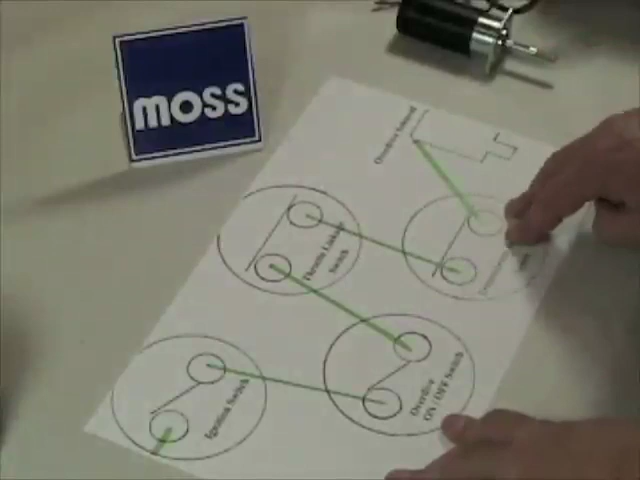 moss
Overdrive Solenoid
Throttle Linkage
Switch
Overdrive
ON / OFF Switch
Ignition Switch